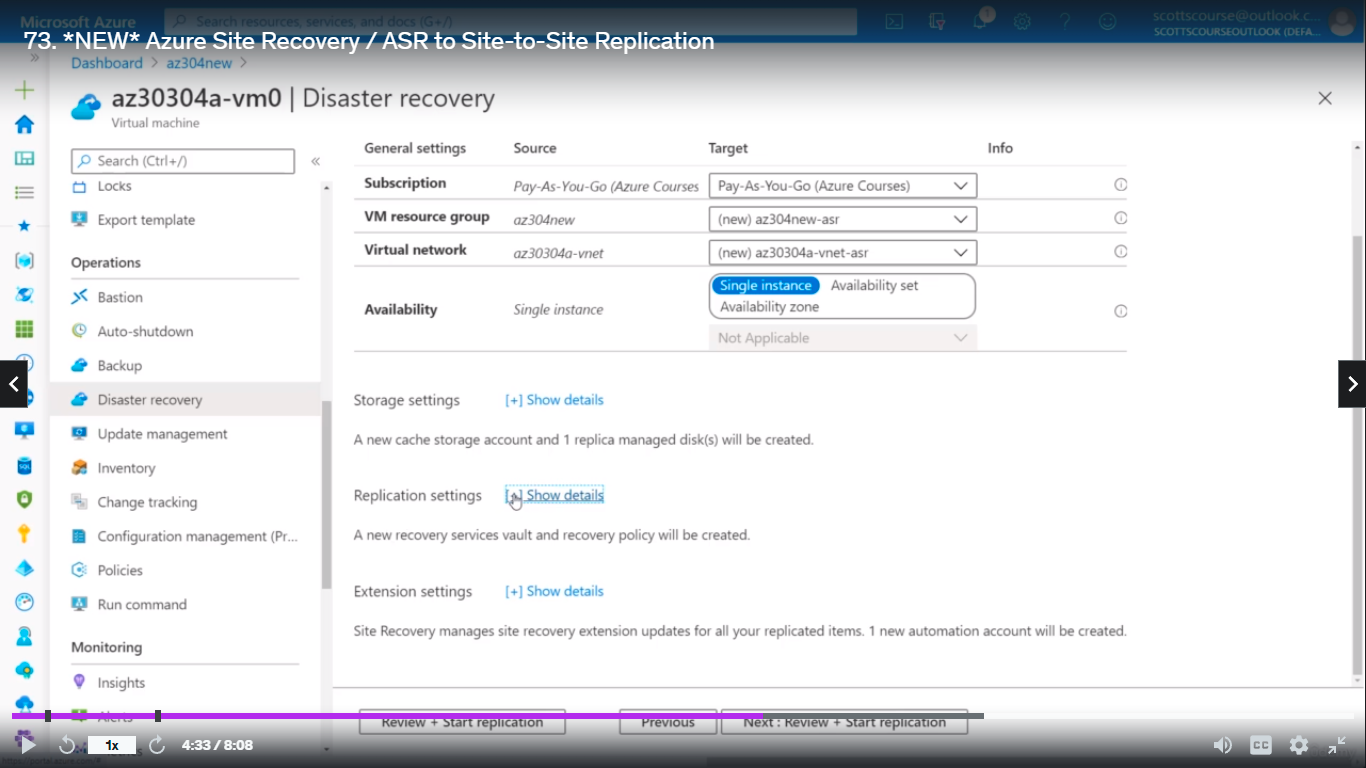 Microsoft Azure
Search resources, services, and docs (G+/)
1
scottscourse@outlook.c...
SCOTTSCOURSEOUTLOOK (DEFA...
73. *NEW* Azure Site Recovery / ASR to Site-to-Site Replication
Dashboard > az304new >
az30304a-vm0 | Disaster recovery
Virtual machine
Search (Ctrl+/)
Locks
Export template
Operations
Bastion
Auto-shutdown
Backup
Disaster recovery
Update management
Inventory
Change tracking
Configuration management (Pr...
Policies
Run command
Monitoring
Insights
Alerts
General settings Source Target Info
Subscription Pay-As-You-Go (Azure Courses Pay-As-You-Go (Azure Courses)
VM resource group az304new (new) az304new-asr
Virtual network az30304a-vnet (new) az30304a-vnet-asr
Availability Single instance Single instance Availability set
Availability zone
Not Applicable
Storage settings [+] Show details
A new cache storage account and 1 replica managed disk(s) will be created.
Replication settings [+] Show details
A new recovery services vault and recovery policy will be created.
Extension settings [+] Show details
Site Recovery manages site recovery extension updates for all your replicated items. 1 new automation account will be created.
Review + Start replication Previous Next : Review + Start replication
1x 4:33 / 8:08 CC